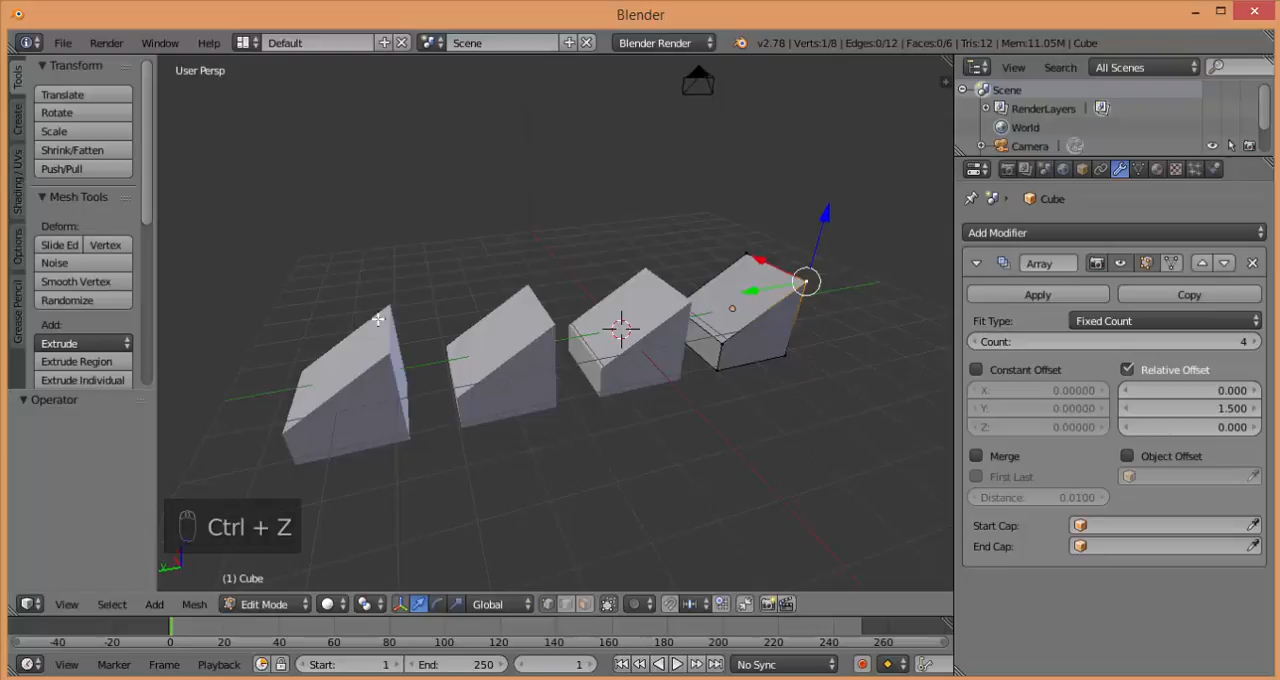 Blender
File Render Window Help Default Scene Blender Render v2.78 | Verts:1/8 | Edges:0/12 | Faces:0/6 | Tris:12 | Mem:11.05M | Cube
Tools
Create
Shading / UVs
Options
Grease Pencil
Transform
Translate
Rotate
Scale
Shrink/Fatten
Push/Pull
Mesh Tools
Deform:
Slide Ed Vertex
Noise
Smooth Vertex
Randomize
Add:
Extrude
Extrude Region
Extrude Individual
Operator
User Persp
Ctrl + Z
(1) Cube
View Search All Scenes
Scene
RenderLayers |
World
Camera |
Cube
Add Modifier
Array
Apply Copy
Fit Type: Fixed Count
Count: 4
Constant Offset Relative Offset
X: 0.00000 0.000
Y: 0.00000 1.500
Z: 0.00000 0.000
Merge Object Offset
First Last
Distance: 0.0100
Start Cap:
End Cap:
View Select Add Mesh Edit Mode Global
-40 -20 0 20 40 60 80 100 120 140 160 180 200 220 240 260
View Marker Frame Playback Start: 1 End: 250 1 No Sync